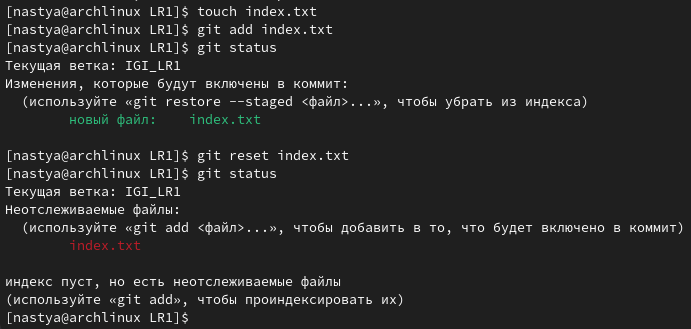 [nastya@archlinux LR1]$ touch index.txt
[nastya@archlinux LR1]$ git add index.txt
[nastya@archlinux LR1]$ git status
Текущая ветка: IGI_LR1
Изменения, которые будут включены в коммит:
  (используйте «git restore --staged <файл>...», чтобы убрать из индекса)
        новый файл:    index.txt

[nastya@archlinux LR1]$ git reset index.txt
[nastya@archlinux LR1]$ git status
Текущая ветка: IGI_LR1
Неотслеживаемые файлы:
  (используйте «git add <файл>...», чтобы добавить в то, что будет включено в коммит)
        index.txt

индекс пуст, но есть неотслеживаемые файлы
(используйте «git add», чтобы проиндексировать их)
[nastya@archlinux LR1]$